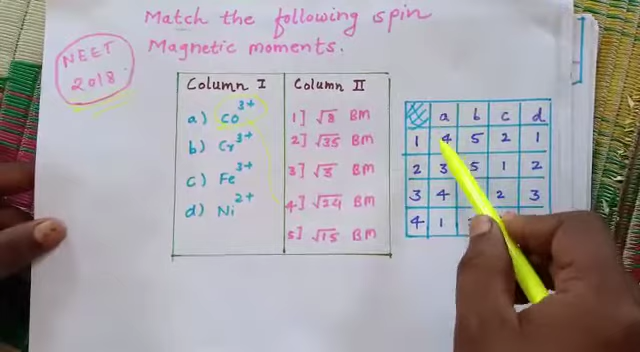 Match the following spin
Magnetic moments.
NEET
2018
Column I Column II
a) Co³⁺ 1] √8 BM
b) Cr³⁺ 2] √35 BM
c) Fe³⁺ 3] √3 BM
d) Ni²⁺ 4] √24 BM
5] √15 BM
a b c d
1 4 5 2 1
2 3 5 1 2
3 4 2 3
4 1